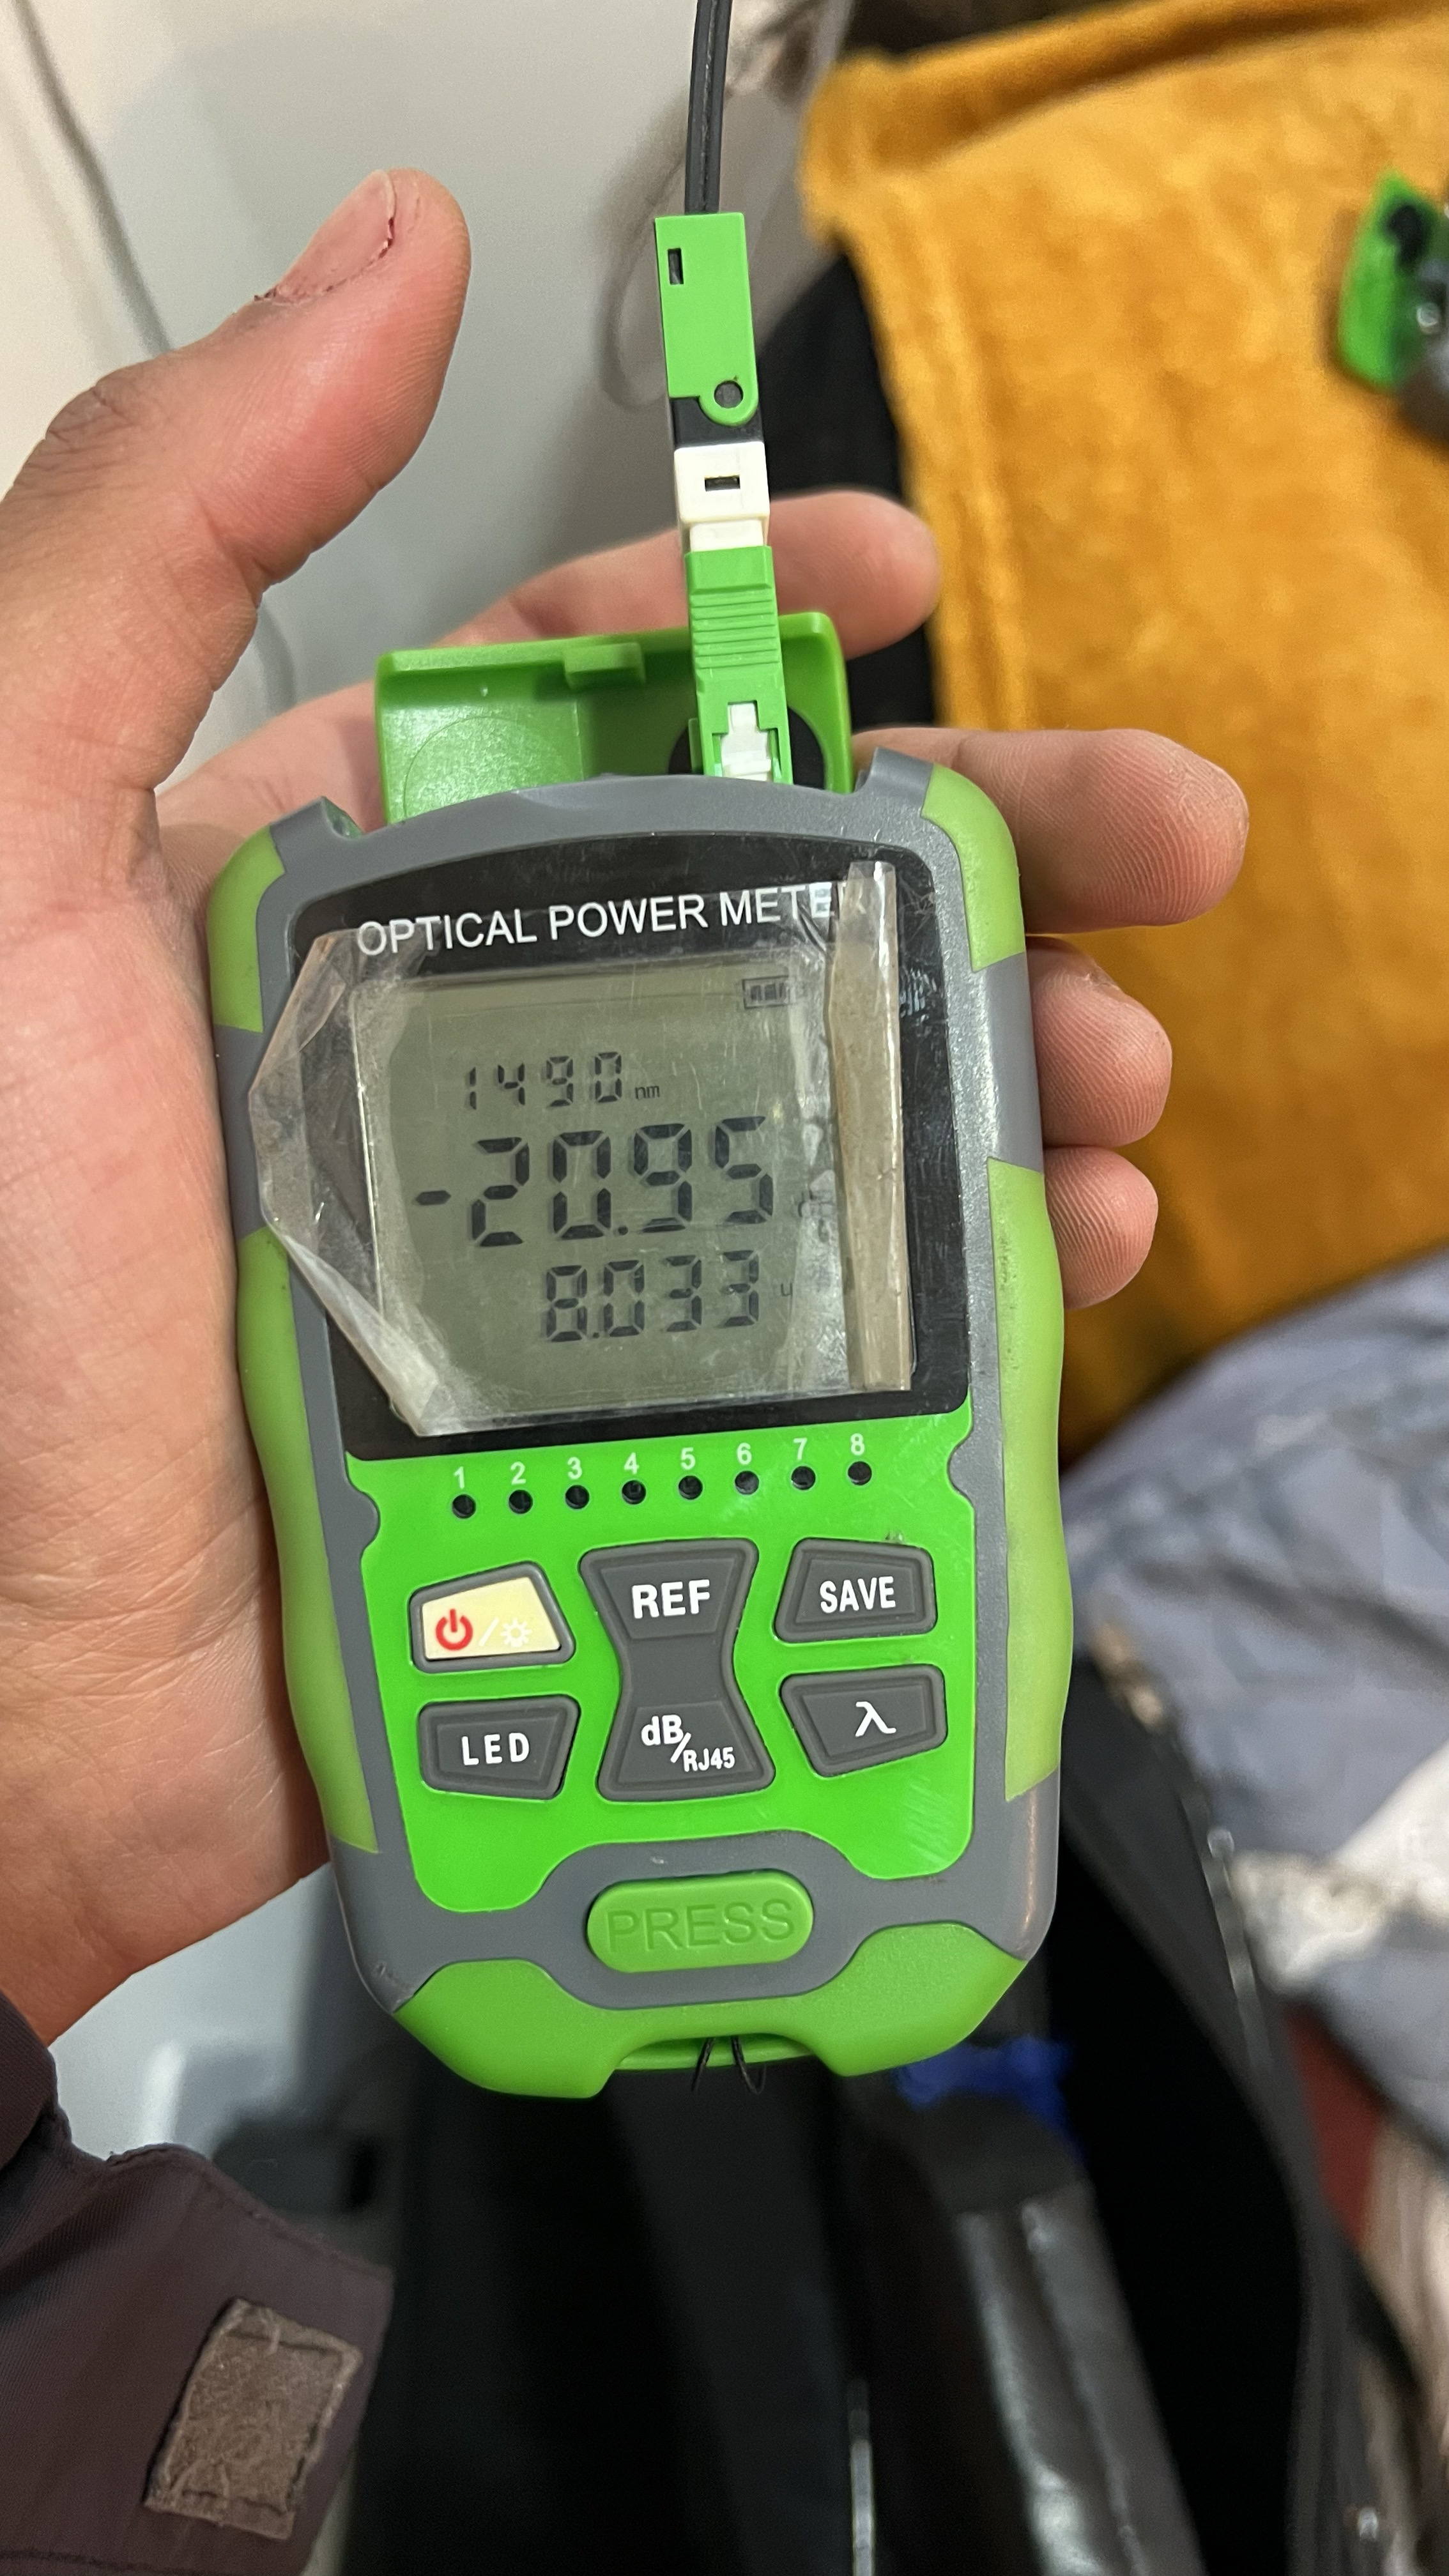 OPTICAL POWER METER
1490 nm
-20.95
8.033 u
1 2 3 4 5 6 7 8
REF
SAVE
LED
dB/RJ45
λ
PRESS